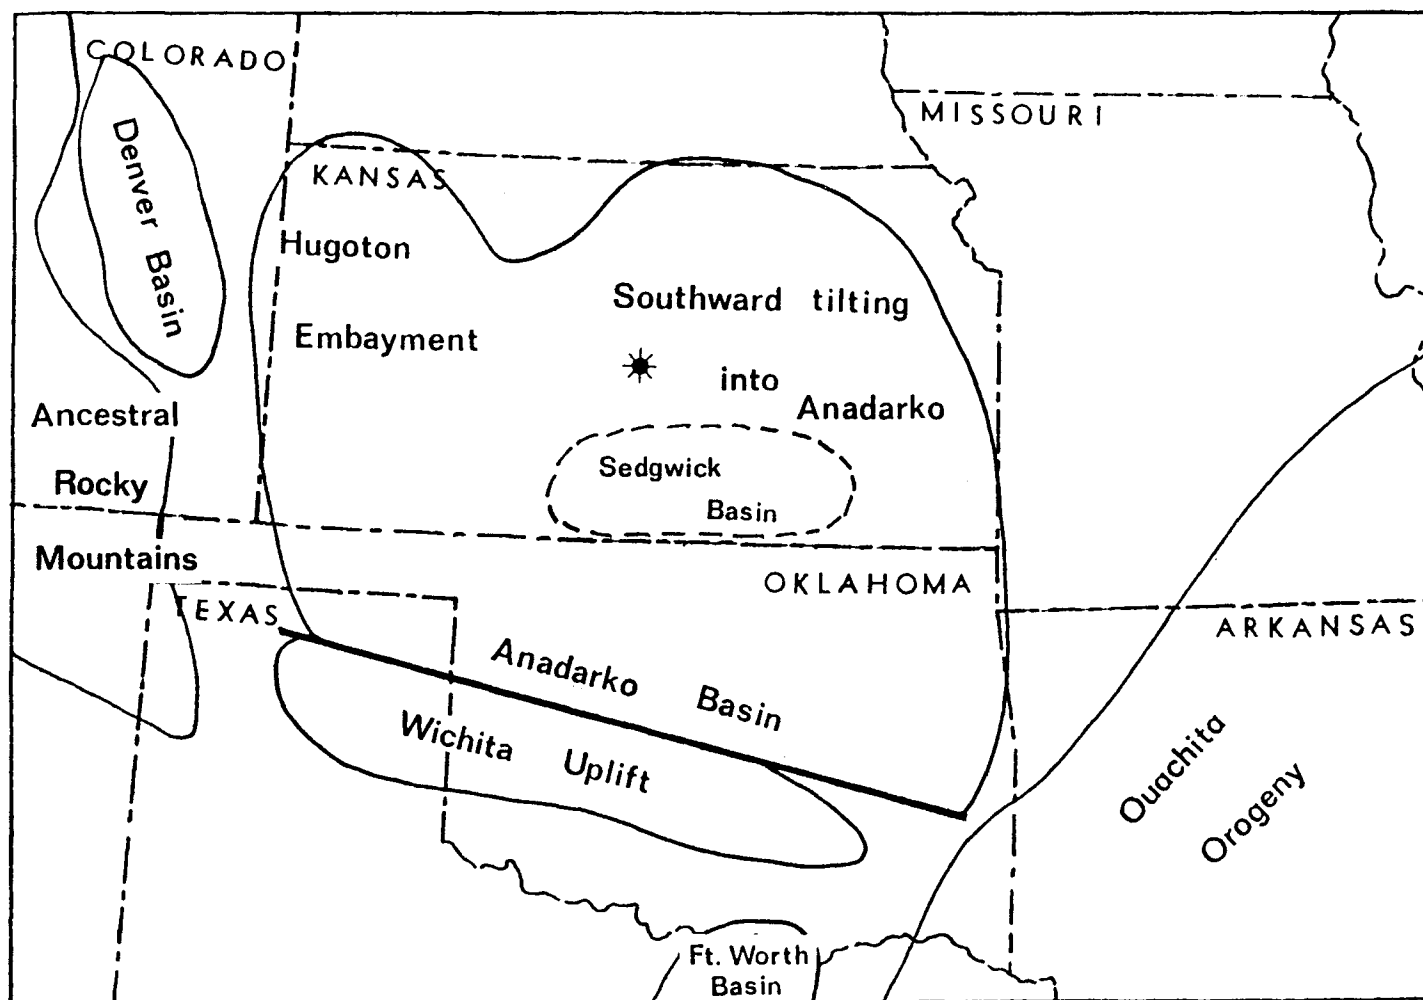 COLORADO
MISSOURI
KANSAS
Denver Basin
Hugoton
Embayment
Southward tilting
into
Anadarko
Ancestral
Rocky
Mountains
Sedgwick
Basin
OKLAHOMA
TEXAS
ARKANSAS
Anadarko Basin
Wichita Uplift
Ouachita
Orogeny
Ft. Worth
Basin